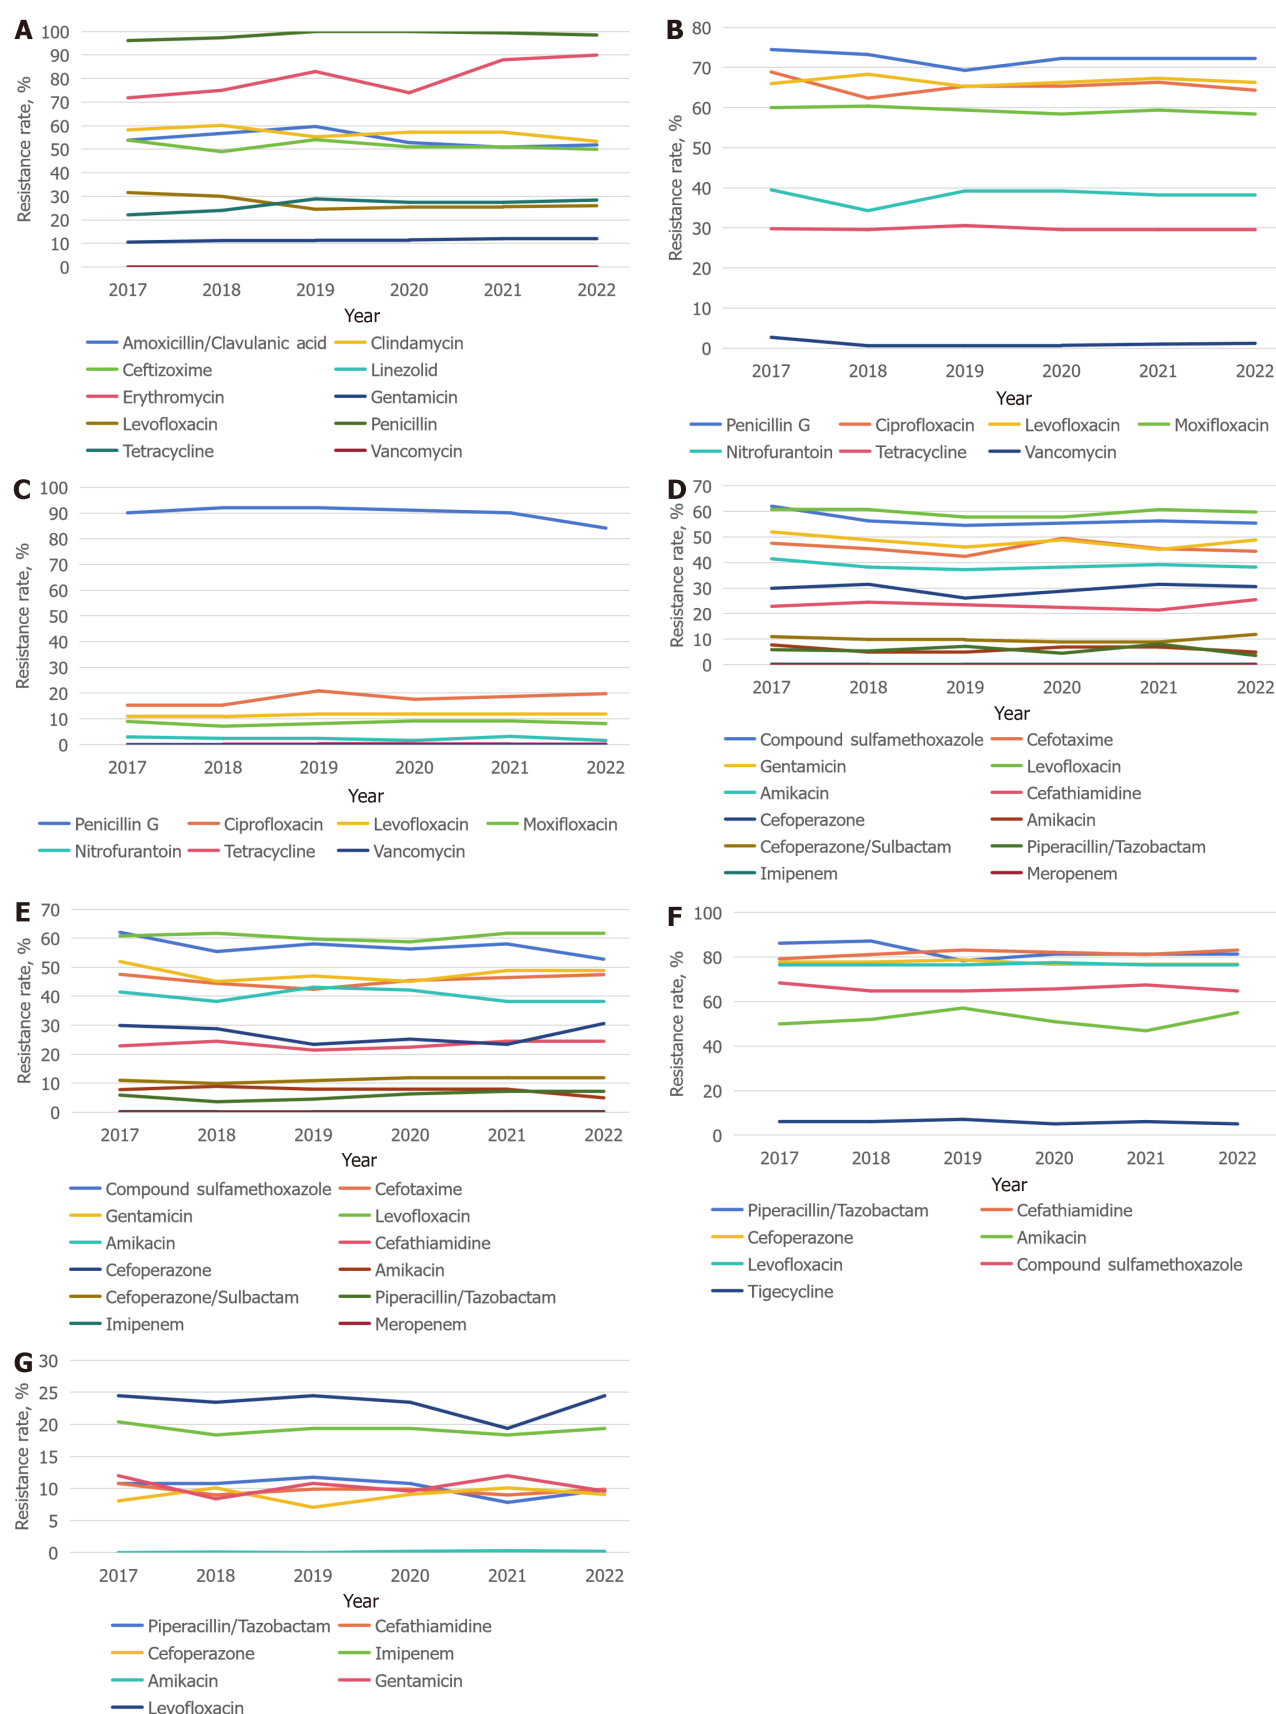 A
Resistance rate, %
100
90
80
70
60
50
40
30
20
10
0
2017 2018 2019 2020 2021 2022
Year
Amoxicillin/Clavulanic acid Clindamycin
Ceftizoxime Linezolid
Erythromycin Gentamicin
Levofloxacin Penicillin
Tetracycline Vancomycin
B
Resistance rate, %
80
70
60
50
40
30
20
10
0
2017 2018 2019 2020 2021 2022
Year
Penicillin G Ciprofloxacin Levofloxacin Moxifloxacin
Nitrofurantoin Tetracycline Vancomycin
C
Resistance rate, %
100
90
80
70
60
50
40
30
20
10
0
2017 2018 2019 2020 2021 2022
Year
Penicillin G Ciprofloxacin Levofloxacin Moxifloxacin
Nitrofurantoin Tetracycline Vancomycin
D
Resistance rate, %
70
60
50
40
30
20
10
0
2017 2018 2019 2020 2021 2022
Year
Compound sulfamethoxazole Cefotaxime
Gentamicin Levofloxacin
Amikacin Cefathiamidine
Cefoperazone Amikacin
Cefoperazone/Sulbactam Piperacillin/Tazobactam
Imipenem Meropenem
E
Resistance rate, %
70
60
50
40
30
20
10
0
2017 2018 2019 2020 2021 2022
Year
Compound sulfamethoxazole Cefotaxime
Gentamicin Levofloxacin
Amikacin Cefathiamidine
Cefoperazone Amikacin
Cefoperazone/Sulbactam Piperacillin/Tazobactam
Imipenem Meropenem
F
Resistance rate, %
100
80
60
40
20
0
2017 2018 2019 2020 2021 2022
Year
Piperacillin/Tazobactam Cefathiamidine
Cefoperazone Amikacin
Levofloxacin Compound sulfamethoxazole
Tigecycline
G
Resistance rate, %
30
25
20
15
10
5
0
2017 2018 2019 2020 2021 2022
Year
Piperacillin/Tazobactam Cefathiamidine
Cefoperazone Imipenem
Amikacin Gentamicin
Levofloxacin